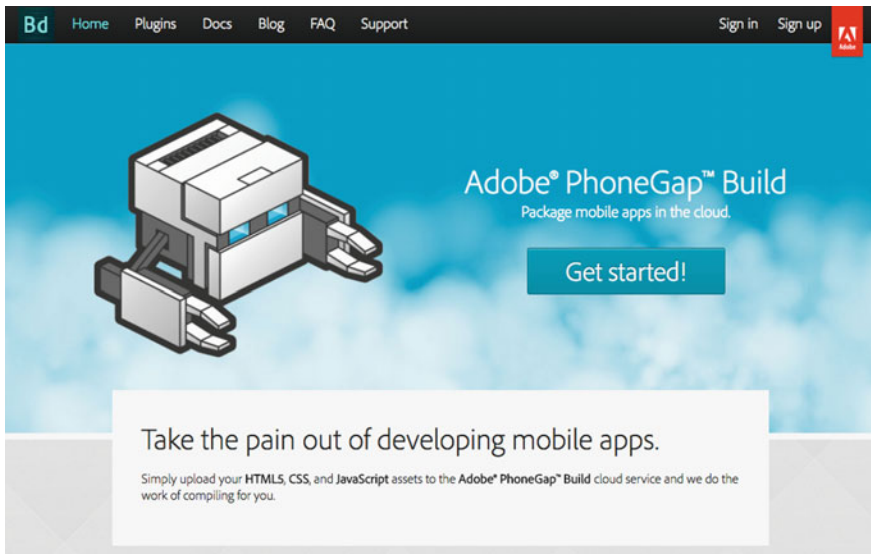 Bd Home Plugins Docs Blog FAQ Support Sign in Sign up
Adobe
Adobe® PhoneGap™ Build
Package mobile apps in the cloud.
Get started!
Take the pain out of developing mobile apps.
Simply upload your HTML5, CSS, and JavaScript assets to the Adobe® PhoneGap™ Build cloud service and we do the
work of compiling for you.